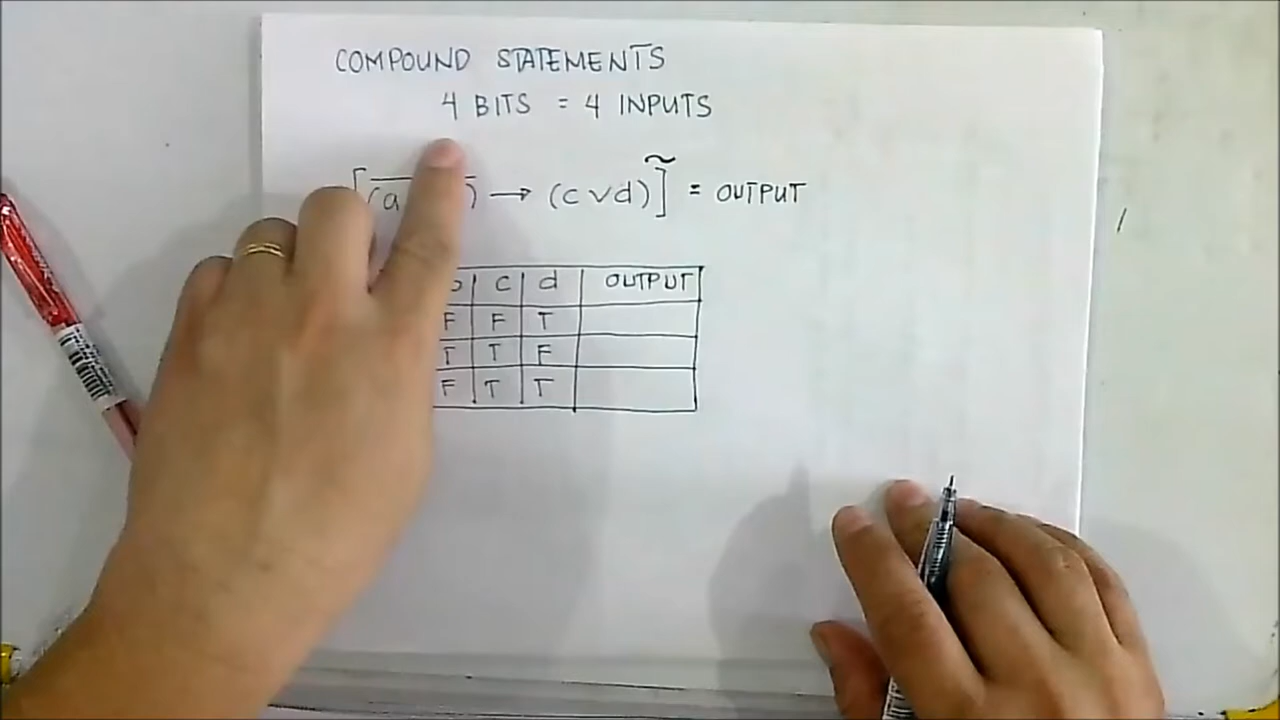 COMPOUND STATEMENTS
4 BITS = 4 INPUTS
[(a ) → (c ∨ d)]~ = OUTPUT
c d OUTPUT
F F T
T T F
F T T